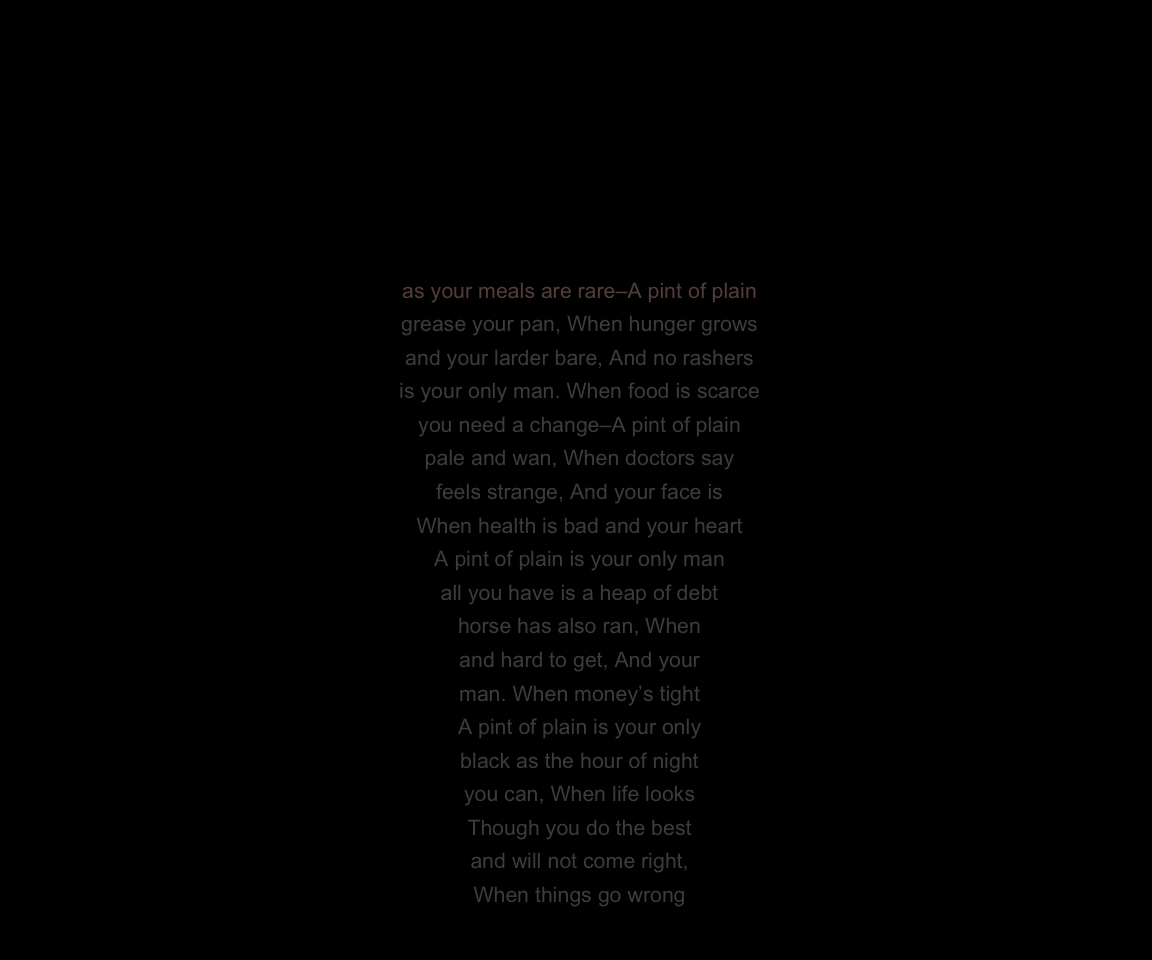 as your meals are rare–A pint of plain
grease your pan, When hunger grows
and your larder bare, And no rashers
is your only man. When food is scarce
you need a change–A pint of plain
pale and wan, When doctors say
feels strange, And your face is
When health is bad and your heart
A pint of plain is your only man
all you have is a heap of debt
horse has also ran, When
and hard to get, And your
man. When money’s tight
A pint of plain is your only
black as the hour of night
you can, When life looks
Though you do the best
and will not come right,
When things go wrong